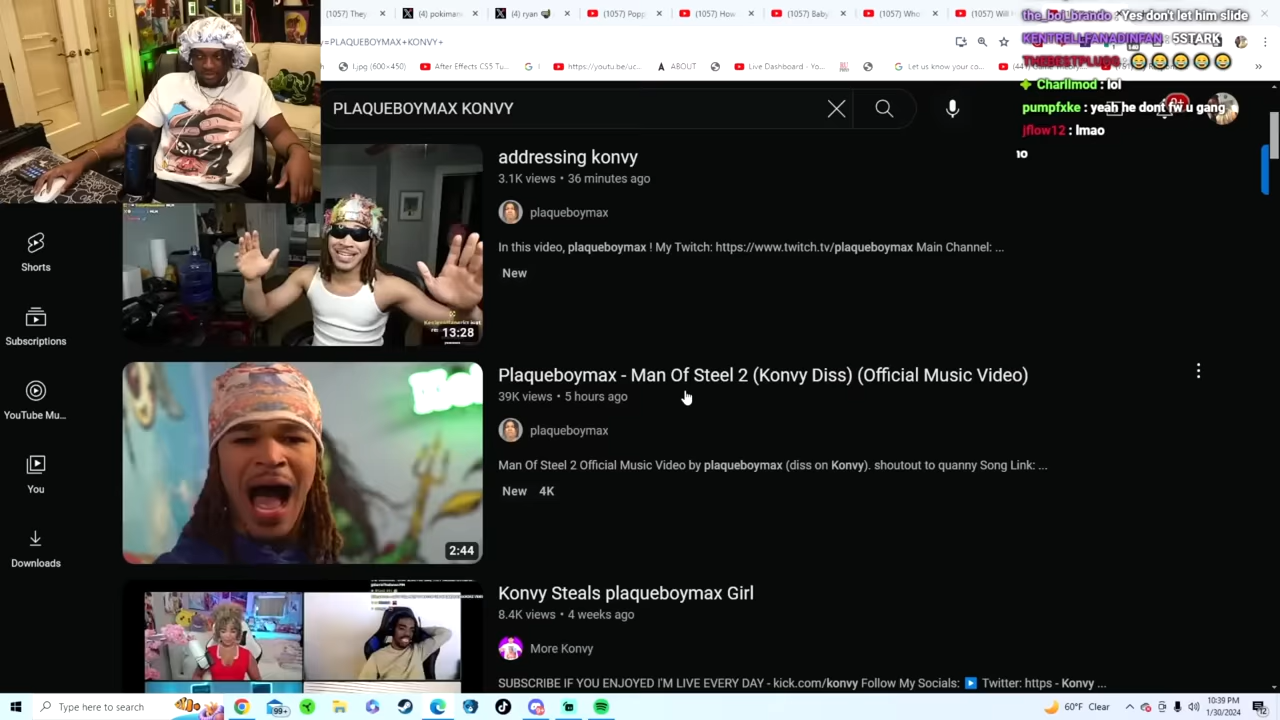 (1057) They
(4) pokiman
(4) ryan
(1057) Popp
(1057) How
(1057) Baby
(1057) Who
(1057) Will
the_boi_brando : Yes don't let him slide
=PLAQUEBOYMAX+KONVY+
KENTRELLFANADINFAN : 5STARK
l.jpg (600×450)
After Effects CS5 Tu...
https://youtu.be/uz...
ABOUT
Live Dashboard - Yo...
Let us know your co...
»
Charllmod : lol
PLAQUEBOYMAX KONVY
pumpfxke : yeah he dont fw u gang
9+
jflow12 : lmao
addressing konvy
3.1K views • 36 minutes ago
plaqueboymax
In this video, plaqueboymax ! My Twitch: https://www.twitch.tv/plaqueboymax Main Channel: ...
New
13:28
Shorts
Subscriptions
YouTube Mu...
You
Downloads
Plaqueboymax - Man Of Steel 2 (Konvy Diss) (Official Music Video)
39K views • 5 hours ago
plaqueboymax
Man Of Steel 2 Official Music Video by plaqueboymax (diss on Konvy). shoutout to quanny Song Link: ...
New 4K
2:44
Konvy Steals plaqueboymax Girl
8.4K views • 4 weeks ago
More Konvy
SUBSCRIBE IF YOU ENJOYED I'M LIVE EVERY DAY - kick.com/konvy Follow My Socials: ▶ Twitter: https - Konvy ...
Type here to search
99+
60°F Clear
10:39 PM
1/30/2024
12